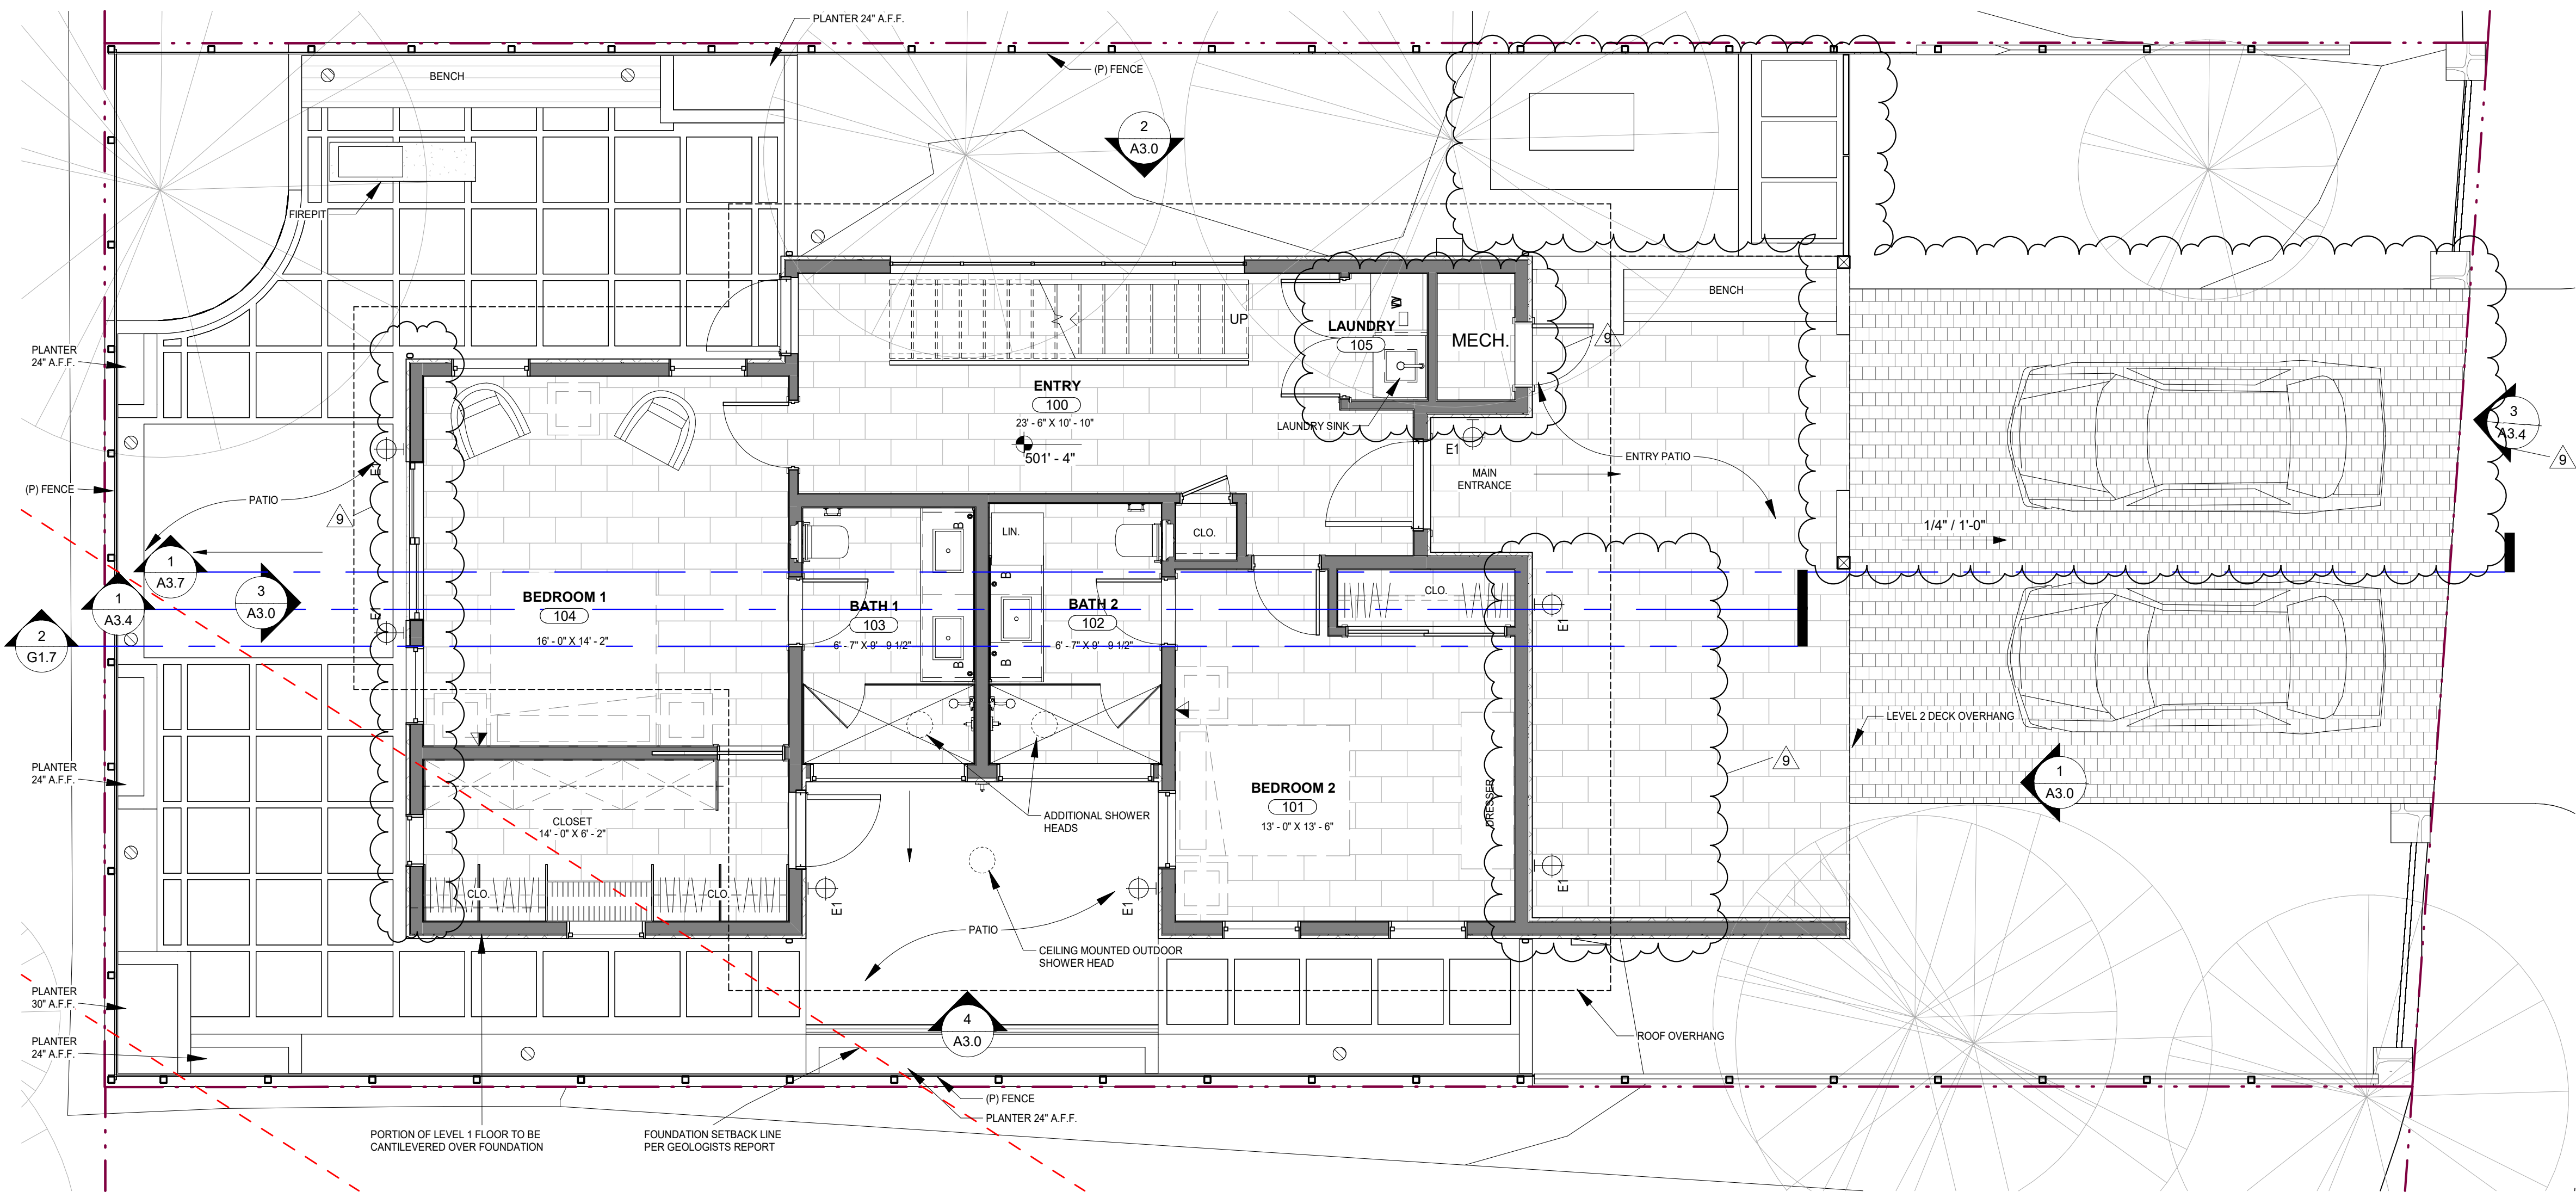 PLANTER 24" A.F.F.
(P) FENCE
BENCH
FIREPIT
2
A3.0
BENCH
PLANTER
24" A.F.F.
UP
LAUNDRY
105
W
MECH.
9
ENTRY
100
23' - 6" X 10' - 10"
501' - 4"
LAUNDRY SINK
E1
ENTRY PATIO
MAIN
ENTRANCE
3
A3.4
9
(P) FENCE
PATIO
E1
9
1
A3.7
1
A3.4
3
A3.0
2
G1.7
E1
BEDROOM 1
104
16' - 0" X 14' - 2"
BATH 1
103
6' - 7" X 9' - 9 1/2"
B
B
LIN.
B
B
BATH 2
102
6' - 7" X 9' - 9 1/2"
CLO.
CLO.
E1
1/4" / 1'-0"
LEVEL 2 DECK OVERHANG
9
1
A3.0
PLANTER
24" A.F.F.
CLOSET
14' - 0" X 6' - 2"
CLO.
CLO.
E1
ADDITIONAL SHOWER
HEADS
BEDROOM 2
101
13' - 0" X 13' - 6"
DRESSER
E1
E1
PATIO
CEILING MOUNTED OUTDOOR
SHOWER HEAD
PLANTER
30" A.F.F.
PLANTER
24" A.F.F.
4
A3.0
ROOF OVERHANG
(P) FENCE
PLANTER 24" A.F.F.
PORTION OF LEVEL 1 FLOOR TO BE
CANTILEVERED OVER FOUNDATION
FOUNDATION SETBACK LINE
PER GEOLOGISTS REPORT